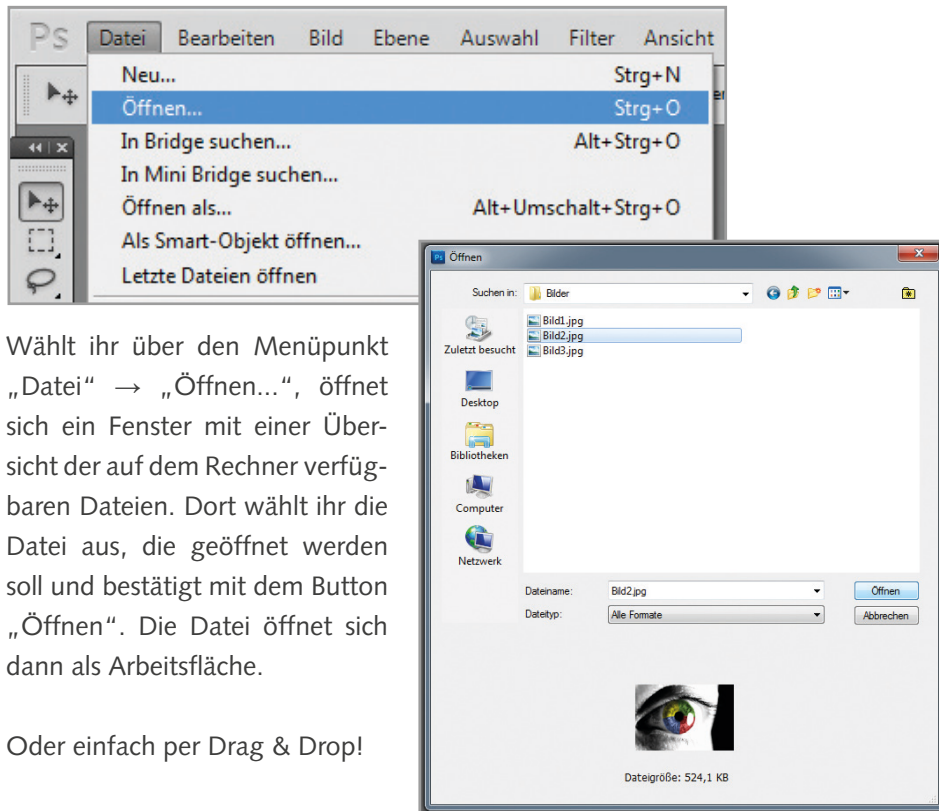 Ps Datei Bearbeiten Bild Ebene Auswahl Filter Ansicht
Neu... Strg+N
Öffnen... Strg+O
In Bridge suchen... Alt+Strg+O
In Mini Bridge suchen...
Öffnen als... Alt+Umschalt+Strg+O
Als Smart-Objekt öffnen...
Letzte Dateien öffnen
Wählt ihr über den Menüpunkt
„Datei“ → „Öffnen...“, öffnet
sich ein Fenster mit einer Über-
sicht der auf dem Rechner verfüg-
baren Dateien. Dort wählt ihr die
Datei aus, die geöffnet werden
soll und bestätigt mit dem Button
„Öffnen“. Die Datei öffnet sich
dann als Arbeitsfläche.
Oder einfach per Drag & Drop!
Ps Öffnen
Suchen in: Bilder
Zuletzt besucht
Desktop
Bibliotheken
Computer
Netzwerk
Bild1.jpg
Bild2.jpg
Bild3.jpg
Dateiname: Bild2.jpg Öffnen
Dateityp: Alle Formate Abbrechen
Dateigröße: 524,1 KB